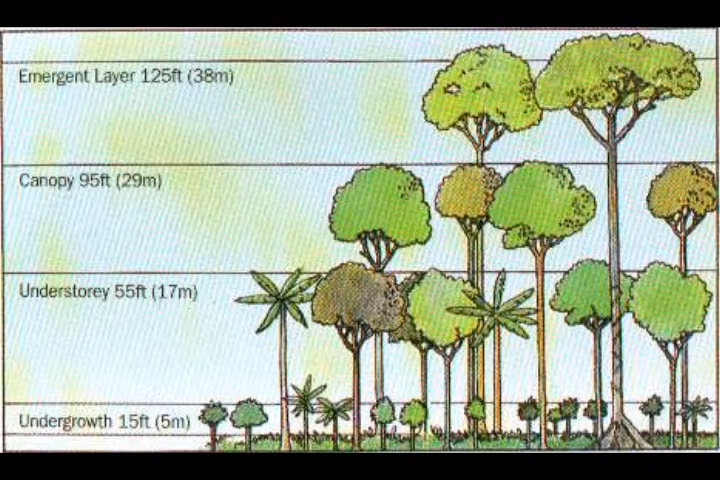 Emergent Layer 125ft (38m)
Canopy 95ft (29m)
Understorey 55ft (17m)
Undergrowth 15ft (5m)